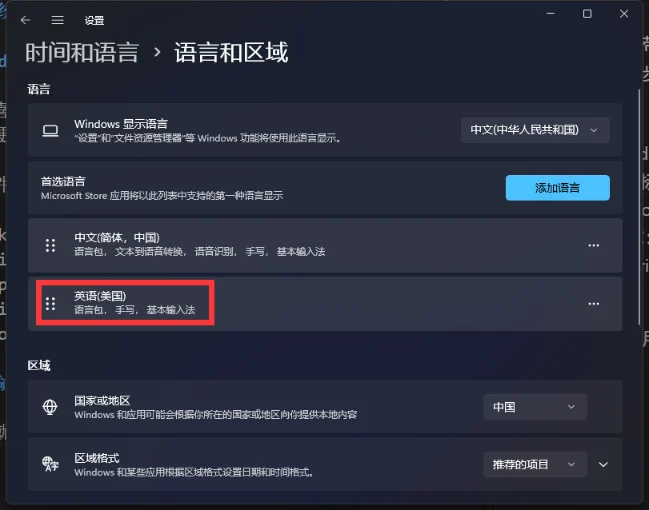 设置
时间和语言 › 语言和区域
语言
Windows 显示语言
"设置"和"文件资源管理器"等 Windows 功能将使用此语言显示。
中文(中华人民共和国)
首选语言
Microsoft Store 应用将以此列表中支持的第一种语言显示
添加语言
中文(简体，中国)
语言包， 文本到语音转换， 语音识别， 手写， 基本输入法
英语(美国)
语言包， 手写， 基本输入法
区域
国家或地区
Windows 和应用可能会根据你所在的国家或地区向你提供本地内容
中国
区域格式
Windows 和某些应用根据区域格式设置日期和时间格式。
推荐的项目